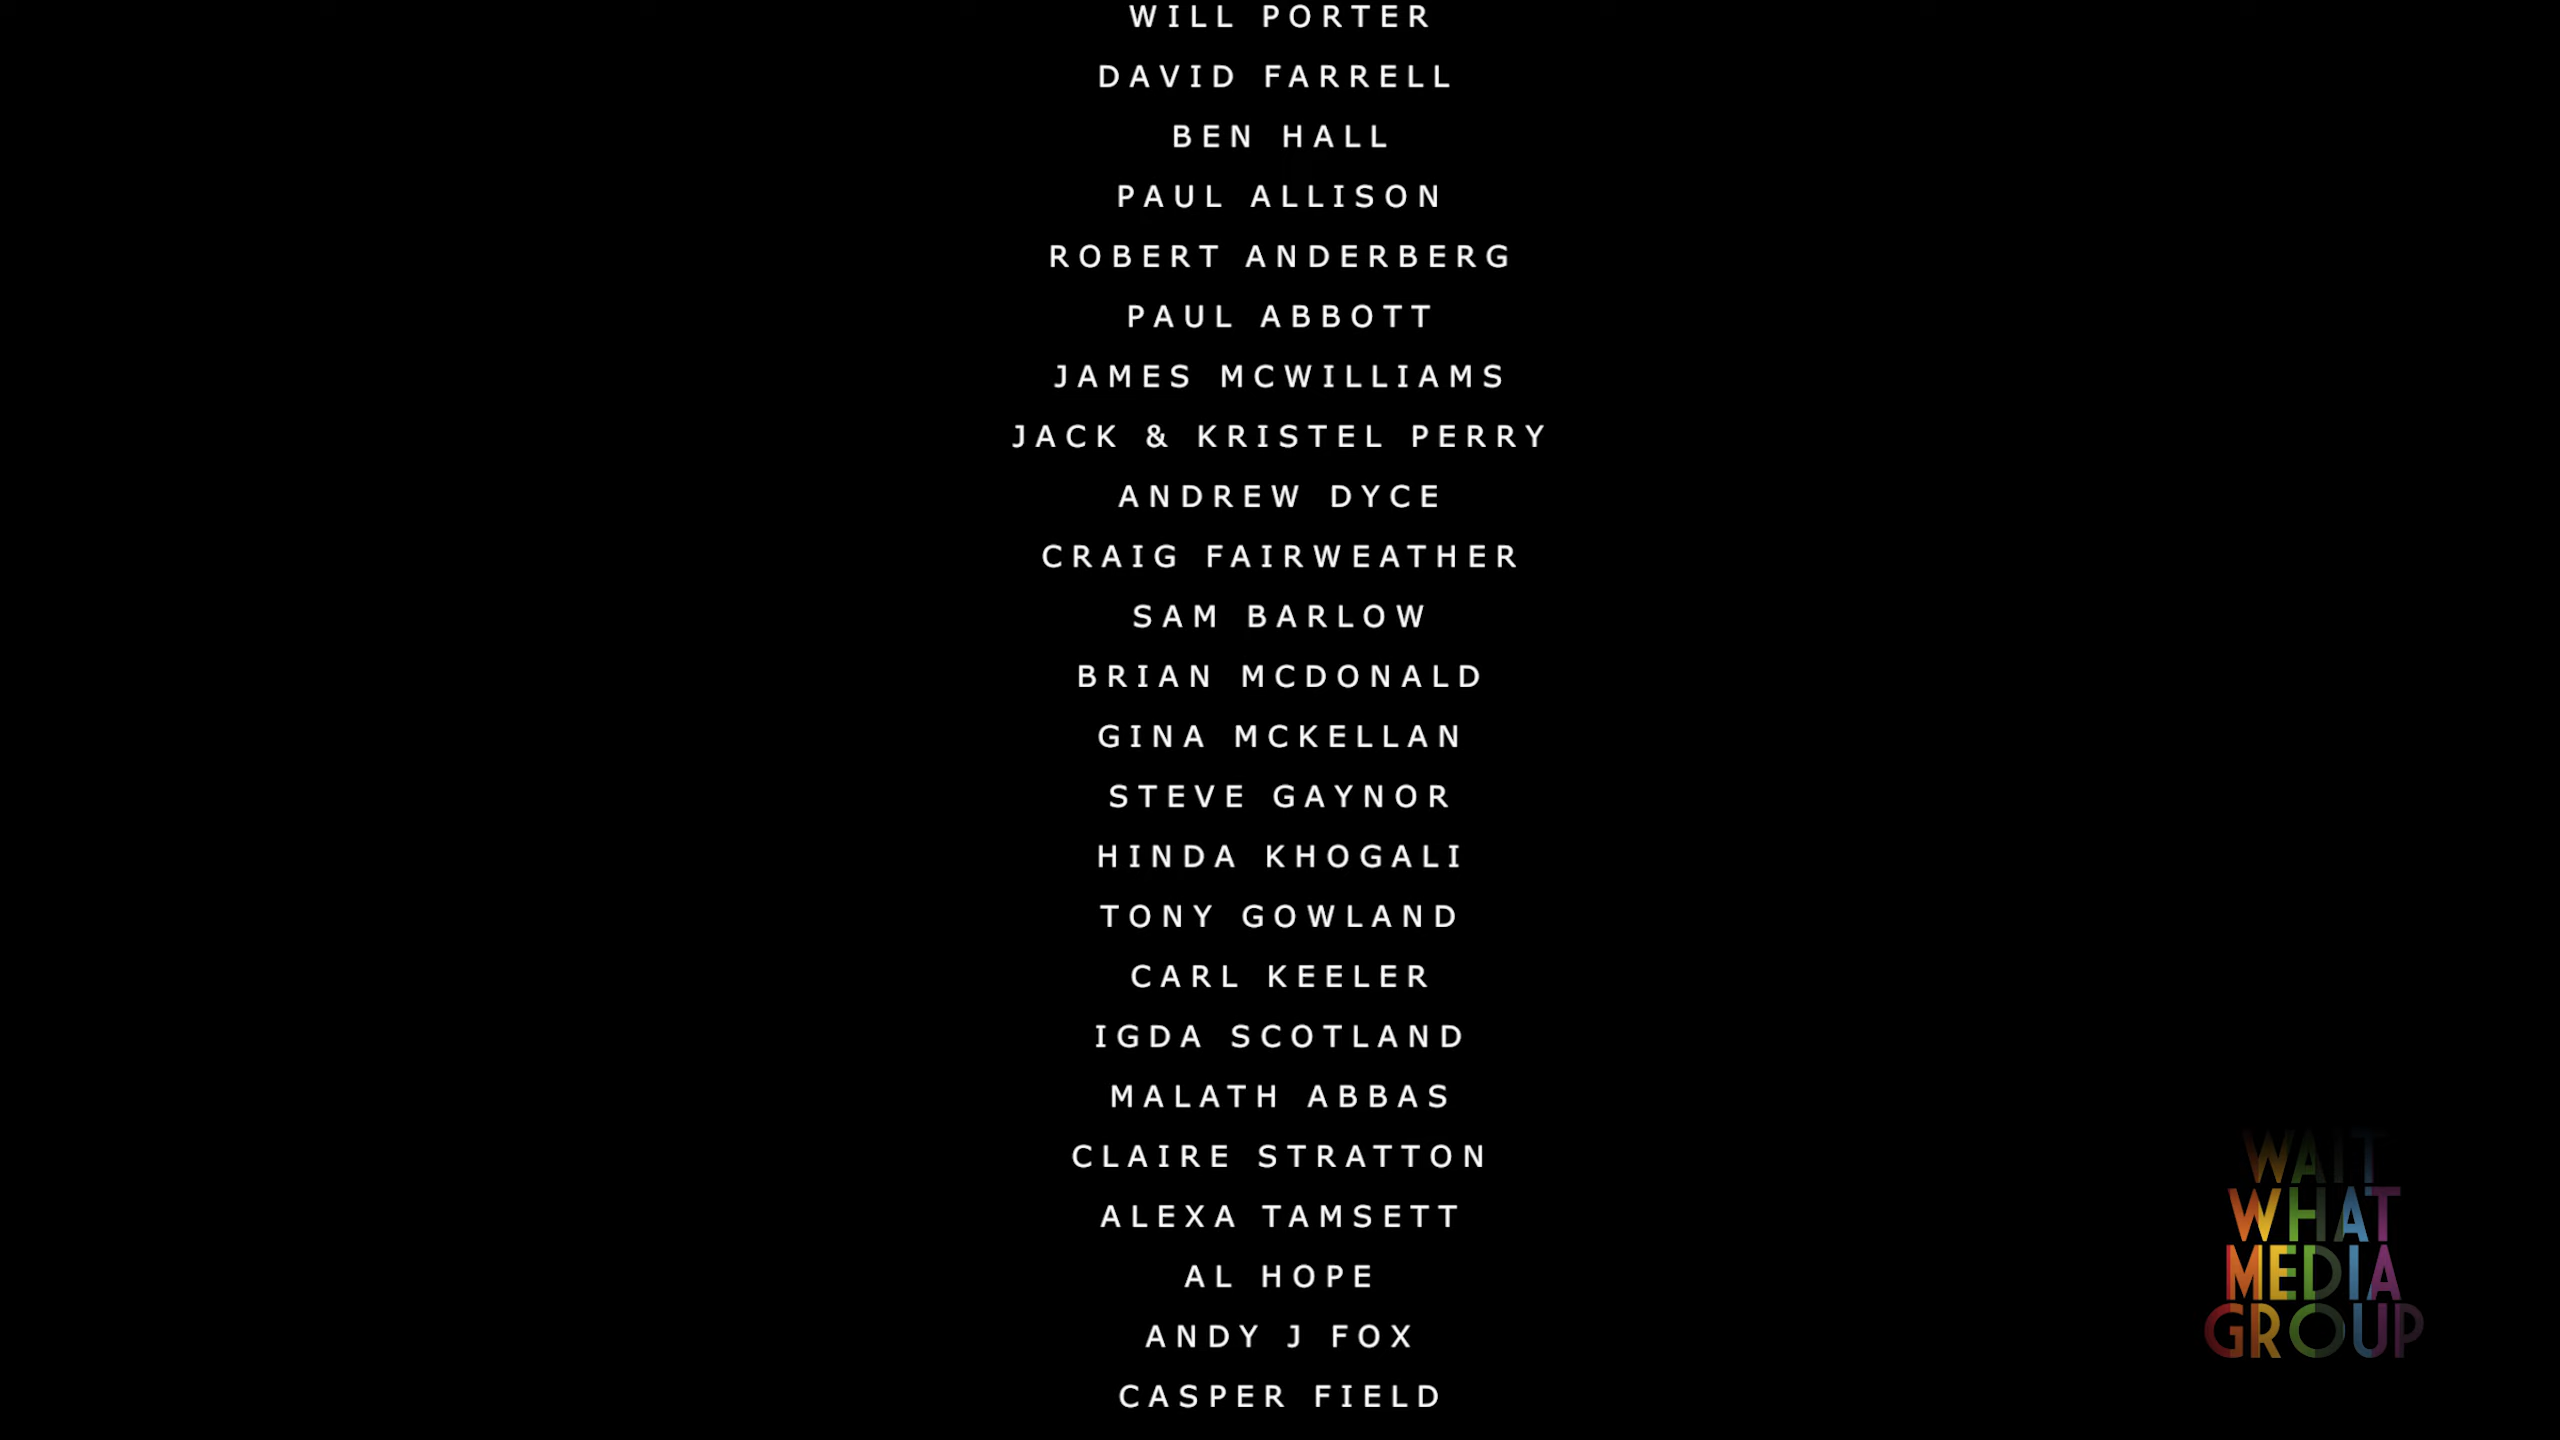 WILL PORTER
DAVID FARRELL
BEN HALL
PAUL ALLISON
ROBERT ANDERBERG
PAUL ABBOTT
JAMES MCWILLIAMS
JACK & KRISTEL PERRY
ANDREW DYCE
CRAIG FAIRWEATHER
SAM BARLOW
BRIAN MCDONALD
GINA MCKELLAN
STEVE GAYNOR
HINDA KHOGALI
TONY GOWLAND
CARL KEELER
IGDA SCOTLAND
MALATH ABBAS
CLAIRE STRATTON
ALEXA TAMSETT
AL HOPE
ANDY J FOX
CASPER FIELD
WAIT
WHAT
MEDIA
GROUP